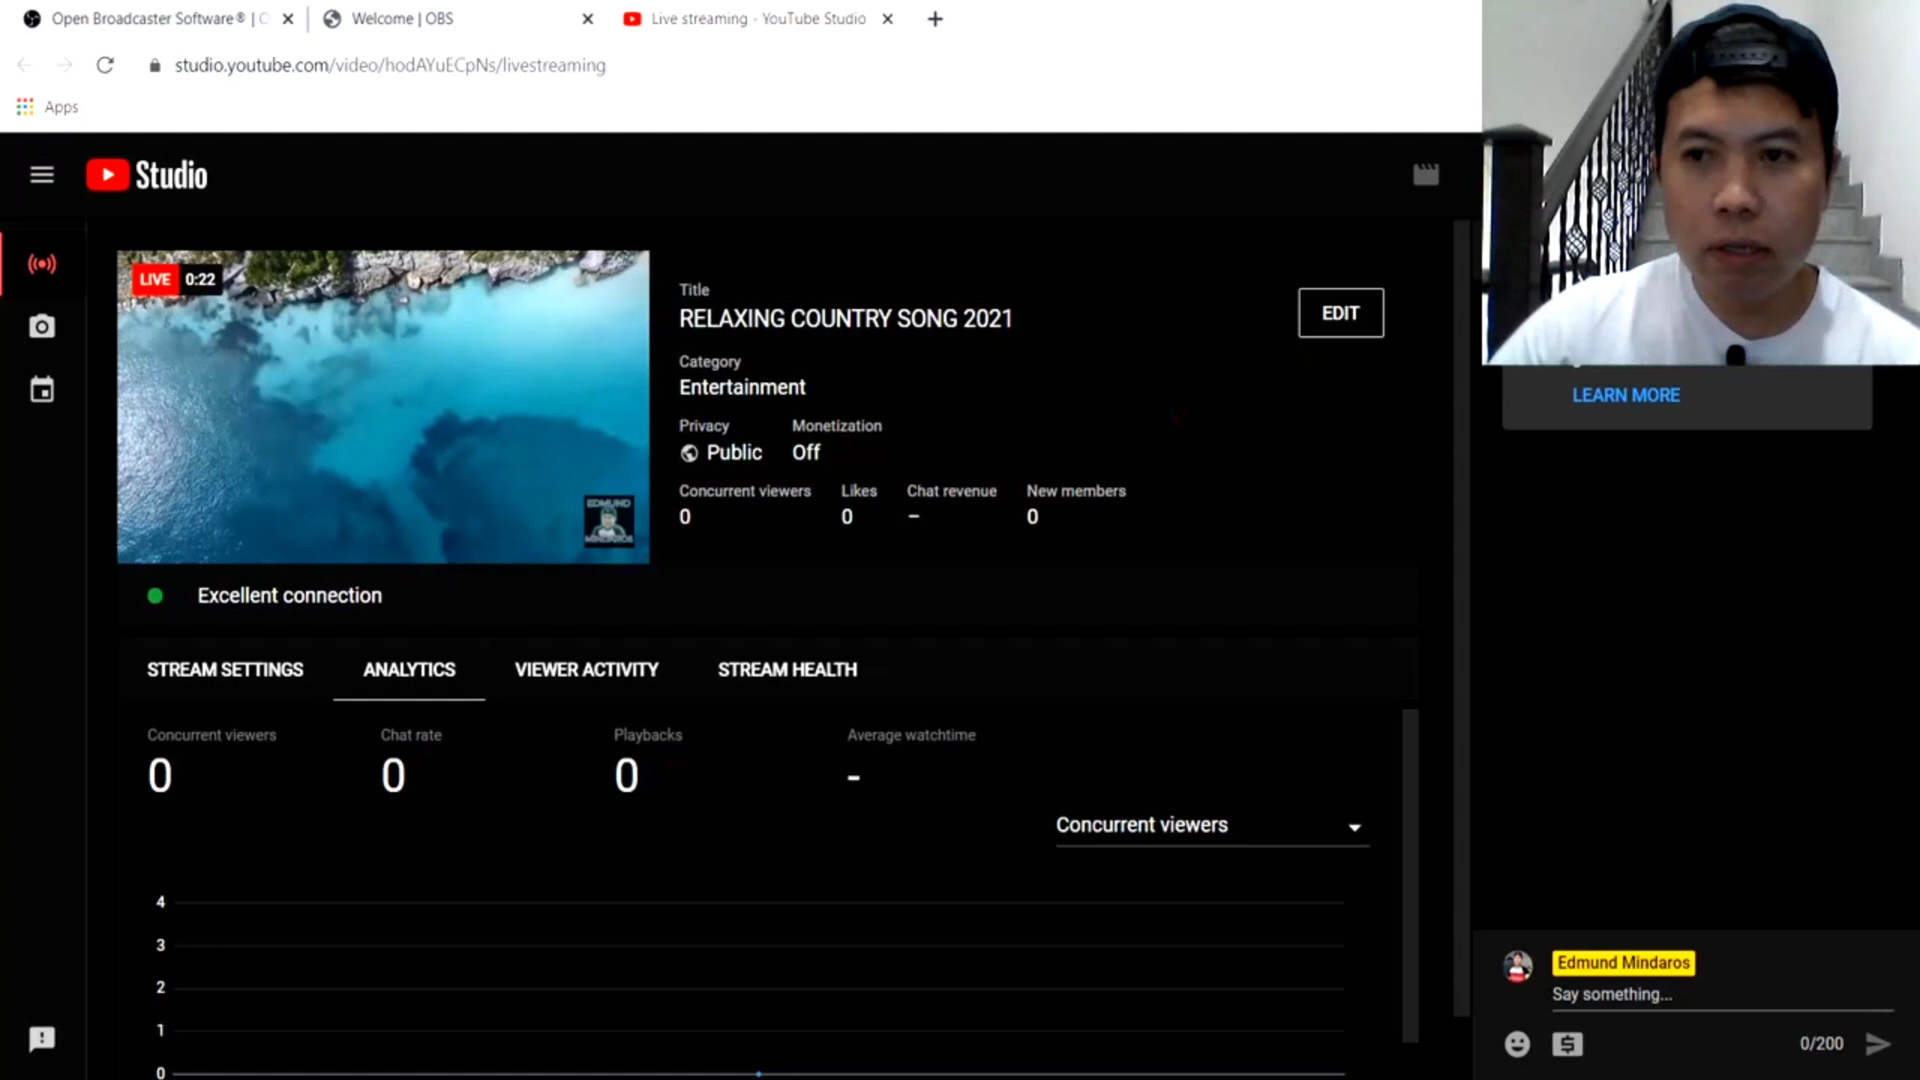 Open Broadcaster Software® |
Welcome | OBS
Live streaming - YouTube Studio
studio.youtube.com/video/hodAYuECpNs/livestreaming
Apps
Studio
LIVE 0:22
EDMUND
MINDAROS
Title
RELAXING COUNTRY SONG 2021
EDIT
Category
Entertainment
Privacy Monetization
Public Off
Concurrent viewers Likes Chat revenue New members
0 0 – 0
LEARN MORE
Excellent connection
STREAM SETTINGS ANALYTICS VIEWER ACTIVITY STREAM HEALTH
Concurrent viewers Chat rate Playbacks Average watchtime
0 0 0 -
Concurrent viewers
4
3
2
1
0
Edmund Mindaros
Say something...
0/200